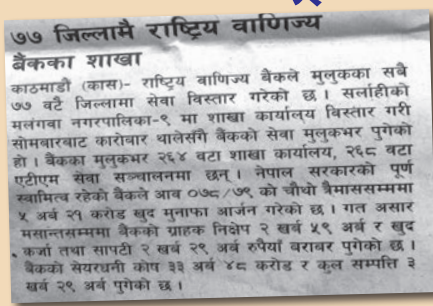 ७७ जिल्लामै राष्ट्रिय वाणिज्य
बैंकका शाखा
काठमाडौं (कास)- राष्ट्रिय वाणिज्य बैंकले मुलुकका सबै
७७ वटै जिल्लामा सेवा विस्तार गरेको छ । सर्लाहीको
मलंगवा नगरपालिका-९ मा शाखा कार्यालय विस्तार गरी
सोमबारबाट कारोबार थालेसँगै बैंकको सेवा मुलुकभर पुगेको
हो । बैंकका मुलुकभर २६४ वटा शाखा कार्यालय, २६८ वटा
एटीएम सेवा सञ्चालनमा छन् । नेपाल सरकारको पूर्ण
स्वामित्व रहेको बैंकले आव ०७८/७९ को चौथो त्रैमाससम्ममा
५ अर्ब २१ करोड खुद मुनाफा आर्जन गरेको छ । गत असार
मसान्तसम्ममा बैंकको ग्राहक निक्षेप २ खर्ब ५९ अर्ब र खुद
कर्जा तथा सापटी २ खर्ब २९ अर्ब रुपैयाँ बराबर पुगेको छ ।
बैंकको सेयरधनी कोष ३३ अर्ब ४८ करोड र कुल सम्पत्ति ३
खर्ब २९ अर्ब पुगेको छ ।